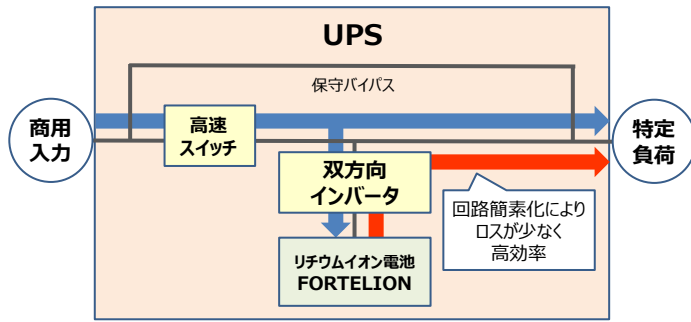 UPS
保守バイパス
商用
入力
高速
スイッチ
特定
負荷
双方向
インバータ
回路簡素化により
ロスが少なく
高効率
リチウムイオン電池
FORTELION